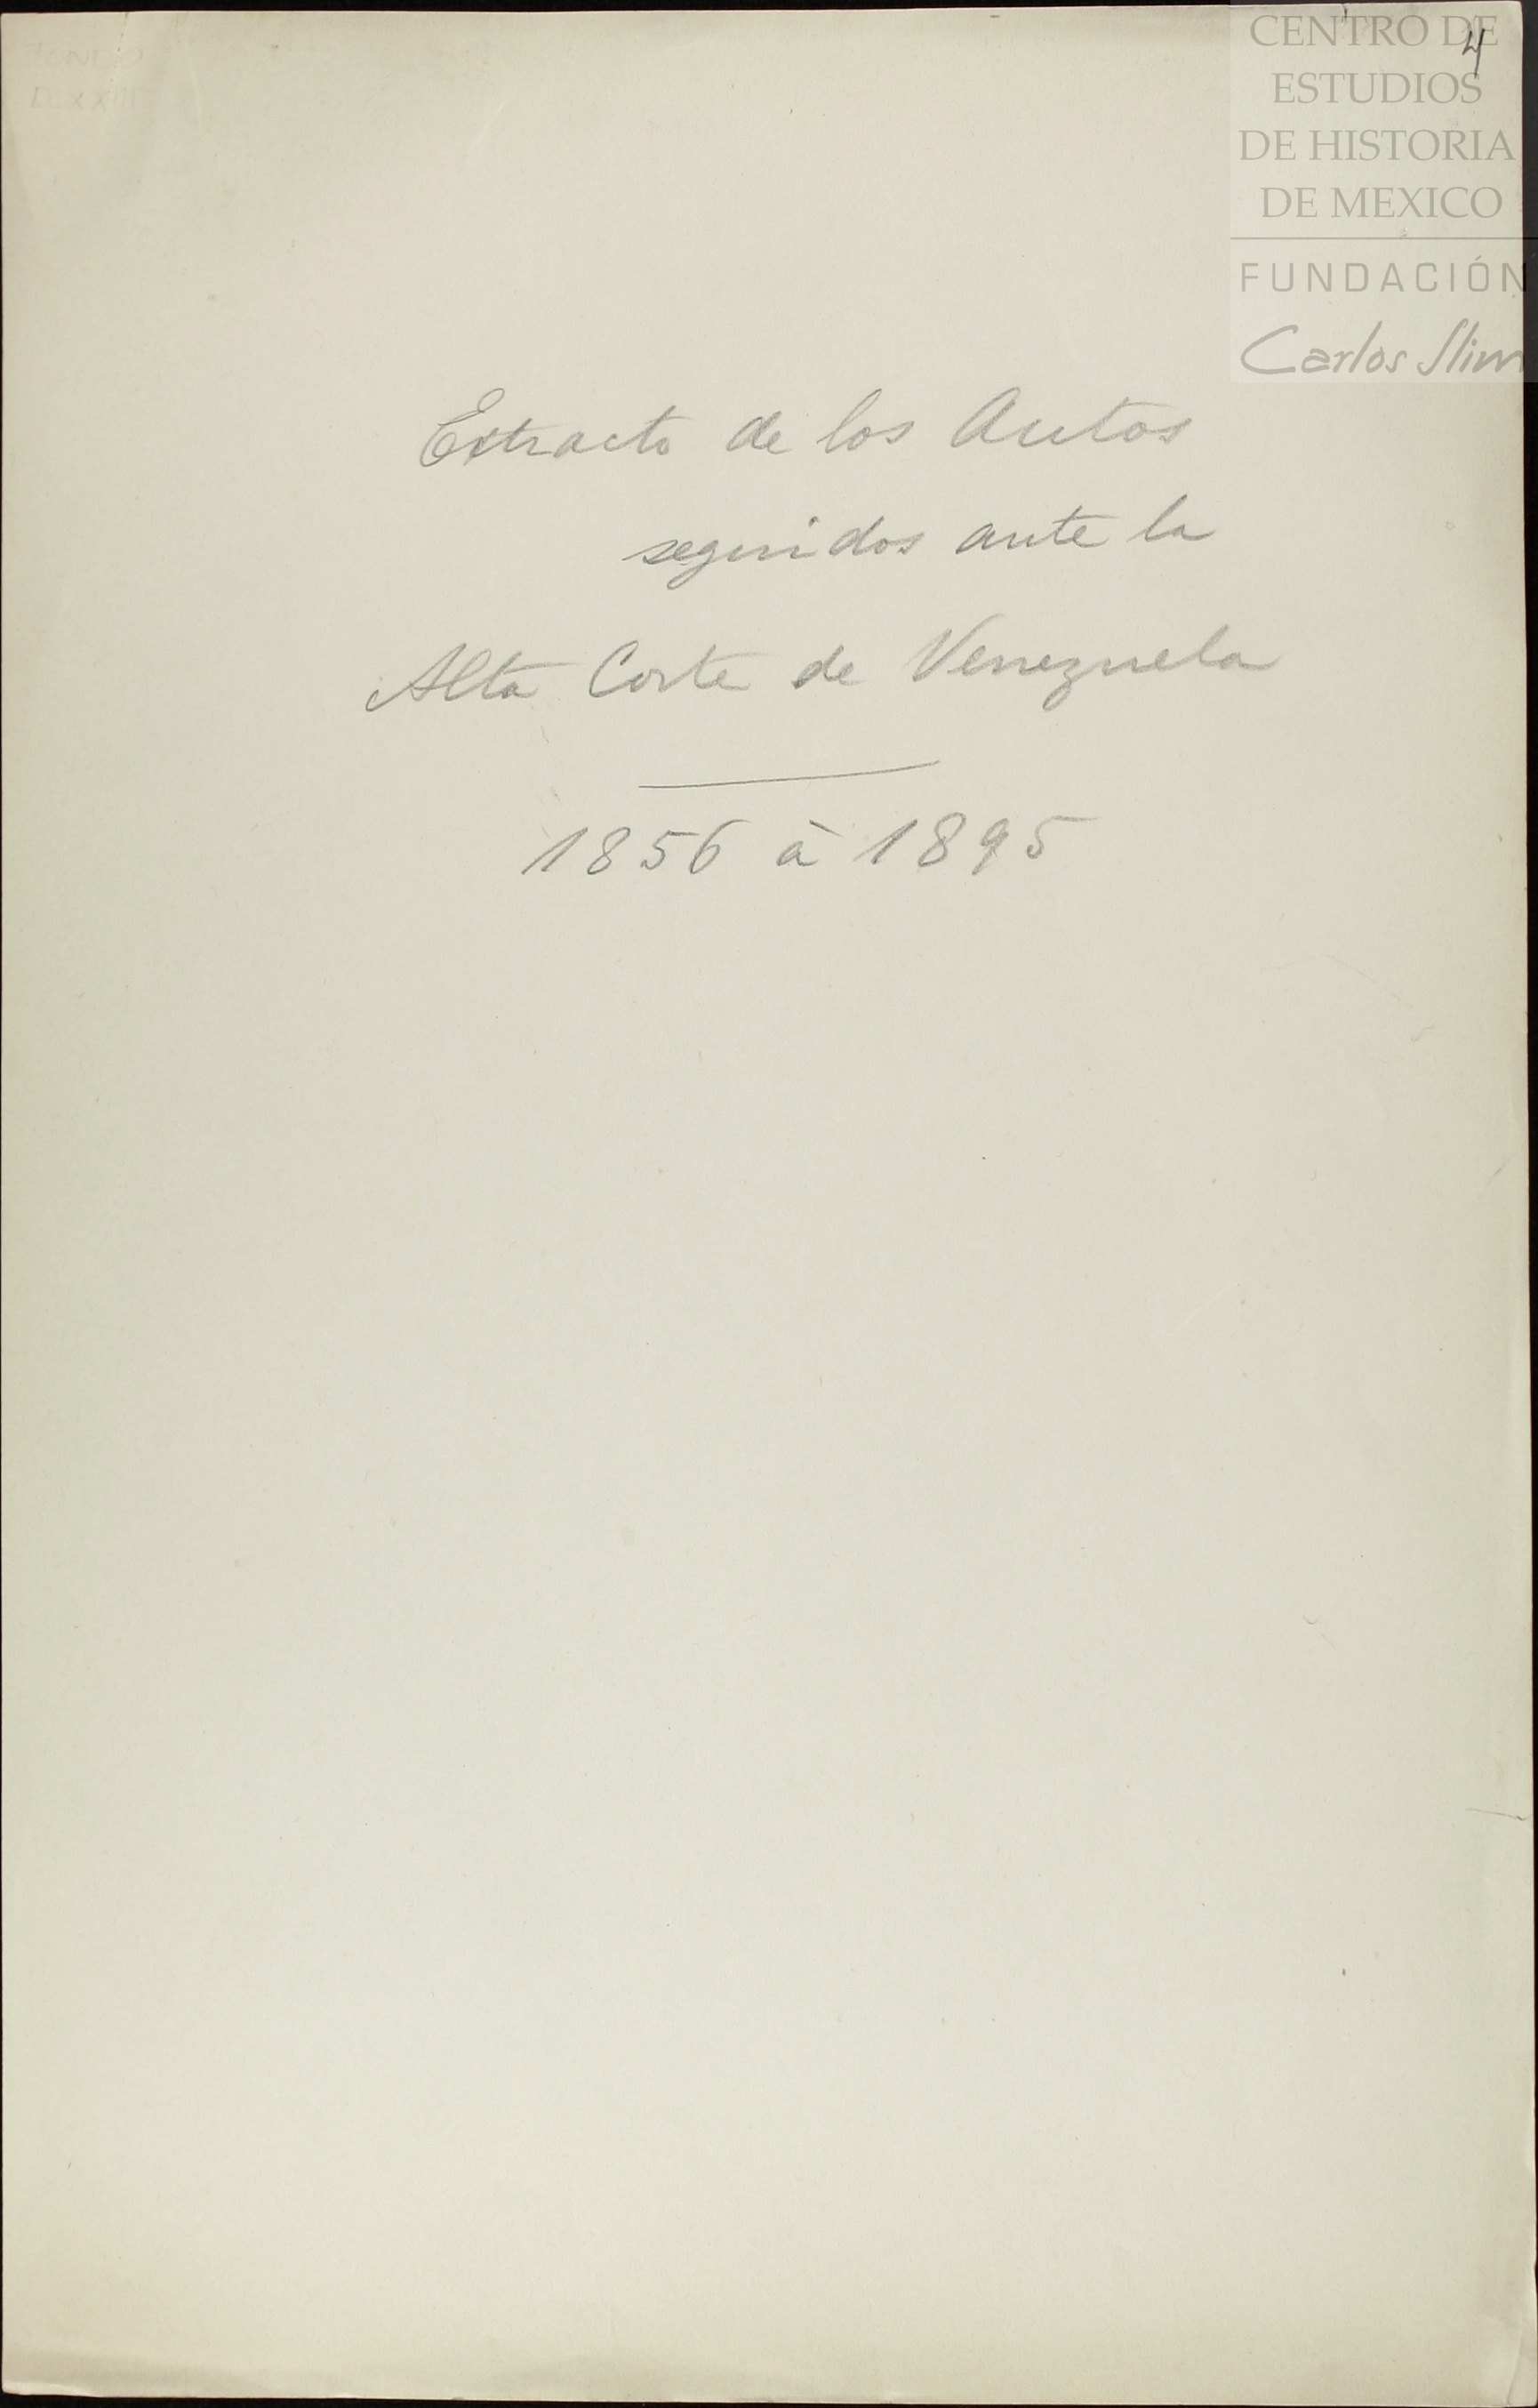 4
CENTRO DE
ESTUDIOS
DE HISTORIA
DE MEXICO
FUNDACIÓN
Carlos Slim
Extracto de los Autos
seguidos ante la
Alta Corte de Venezuela
1856 à 1895